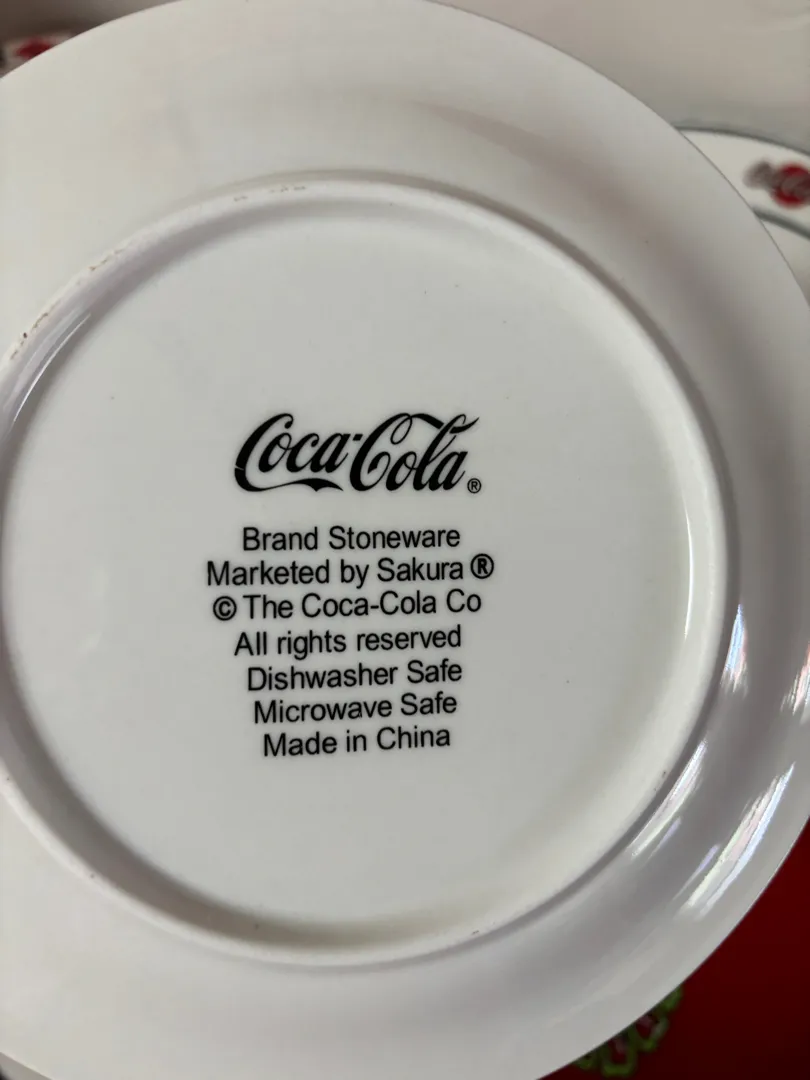 Coca-Cola®
Brand Stoneware
Marketed by Sakura ®
© The Coca-Cola Co
All rights reserved
Dishwasher Safe
Microwave Safe
Made in China